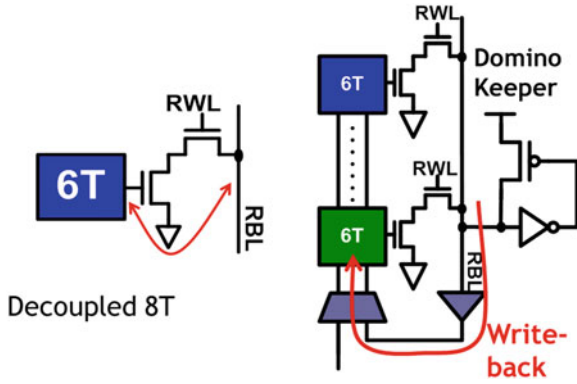 RWL
6T
RBL
Decoupled 8T
RWL
6T
Domino
Keeper
RWL
6T
RBL
Write-
back